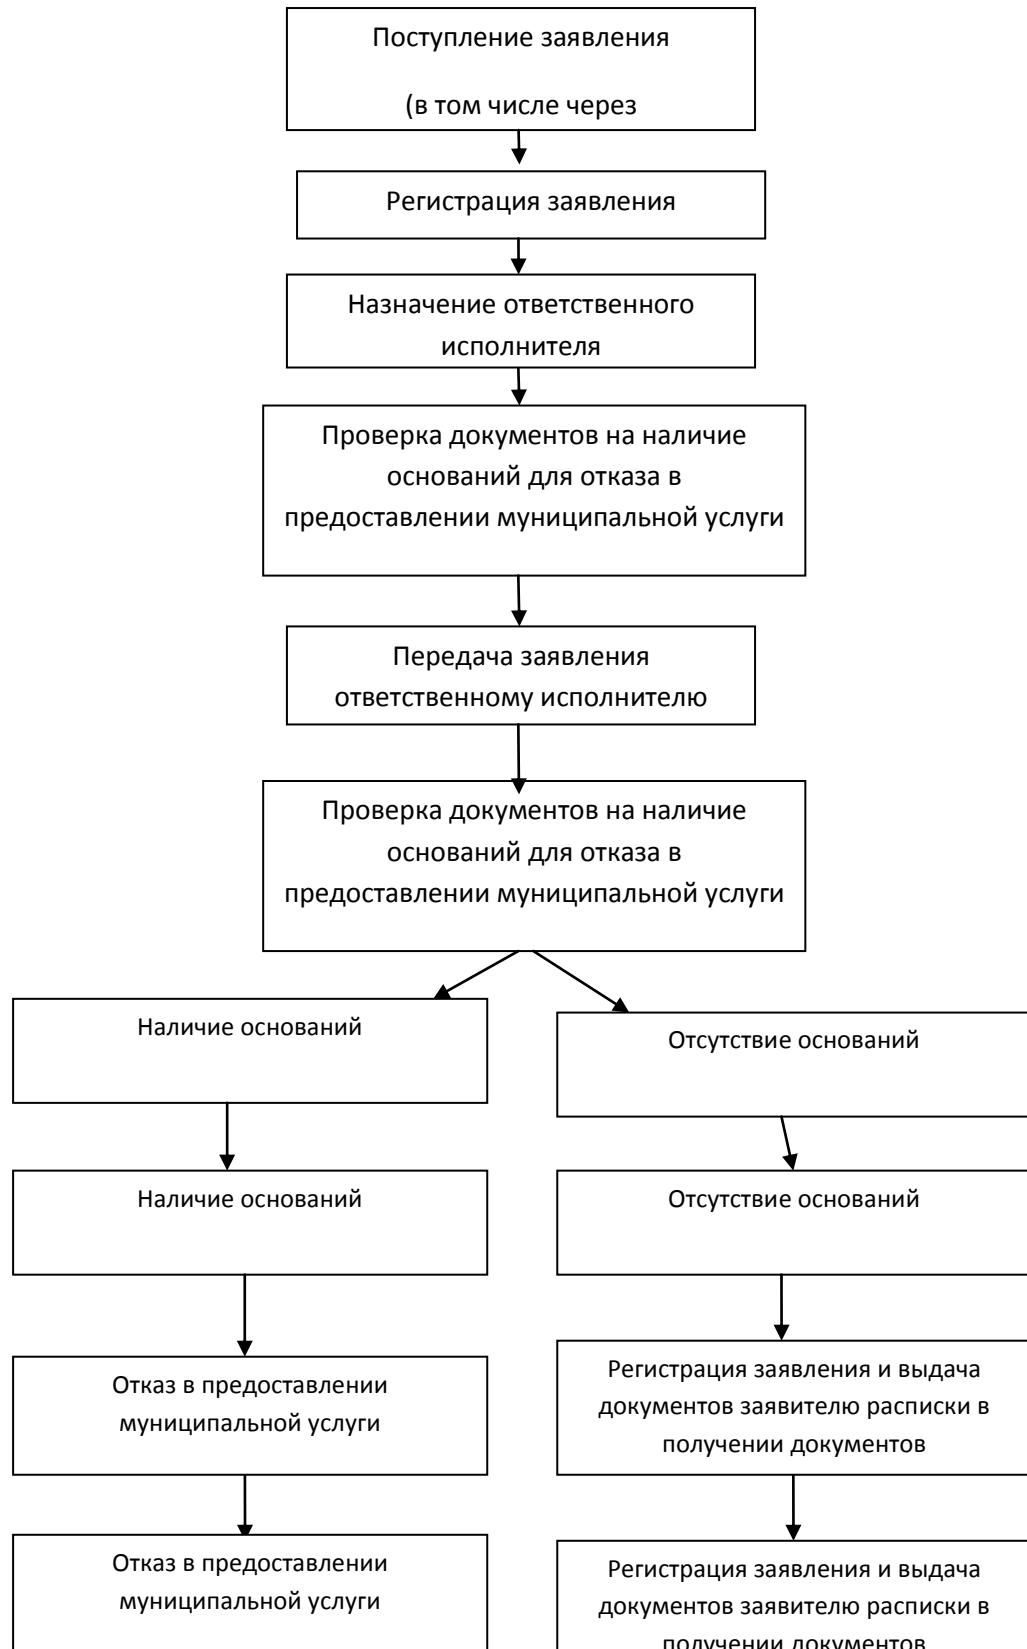 Поступление заявления
(в том числе через
Регистрация заявления
Назначение ответственного
исполнителя
Проверка документов на наличие
оснований для отказа в
предоставлении муниципальной услуги
Передача заявления
ответственному исполнителю
Проверка документов на наличие
оснований для отказа в
предоставлении муниципальной услуги
Наличие оснований
Отсутствие оснований
Наличие оснований
Отсутствие оснований
Отказ в предоставлении
муниципальной услуги
Регистрация заявления и выдача
документов заявителю расписки в
получении документов
Отказ в предоставлении
муниципальной услуги
Регистрация заявления и выдача
документов заявителю расписки в
получении документов